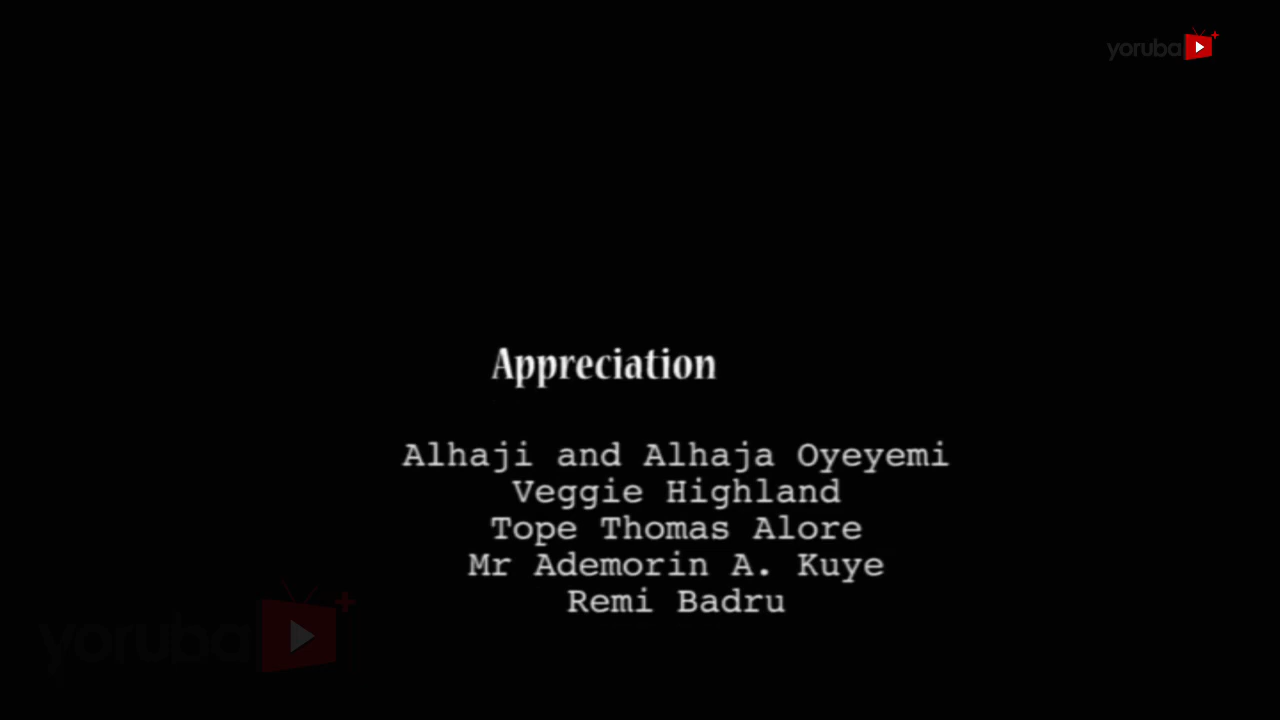 yoruba
Appreciation
Alhaji and Alhaja Oyeyemi
Veggie Highland
Tope Thomas Alore
Mr Ademorin A. Kuye
Remi Badru
yoruba